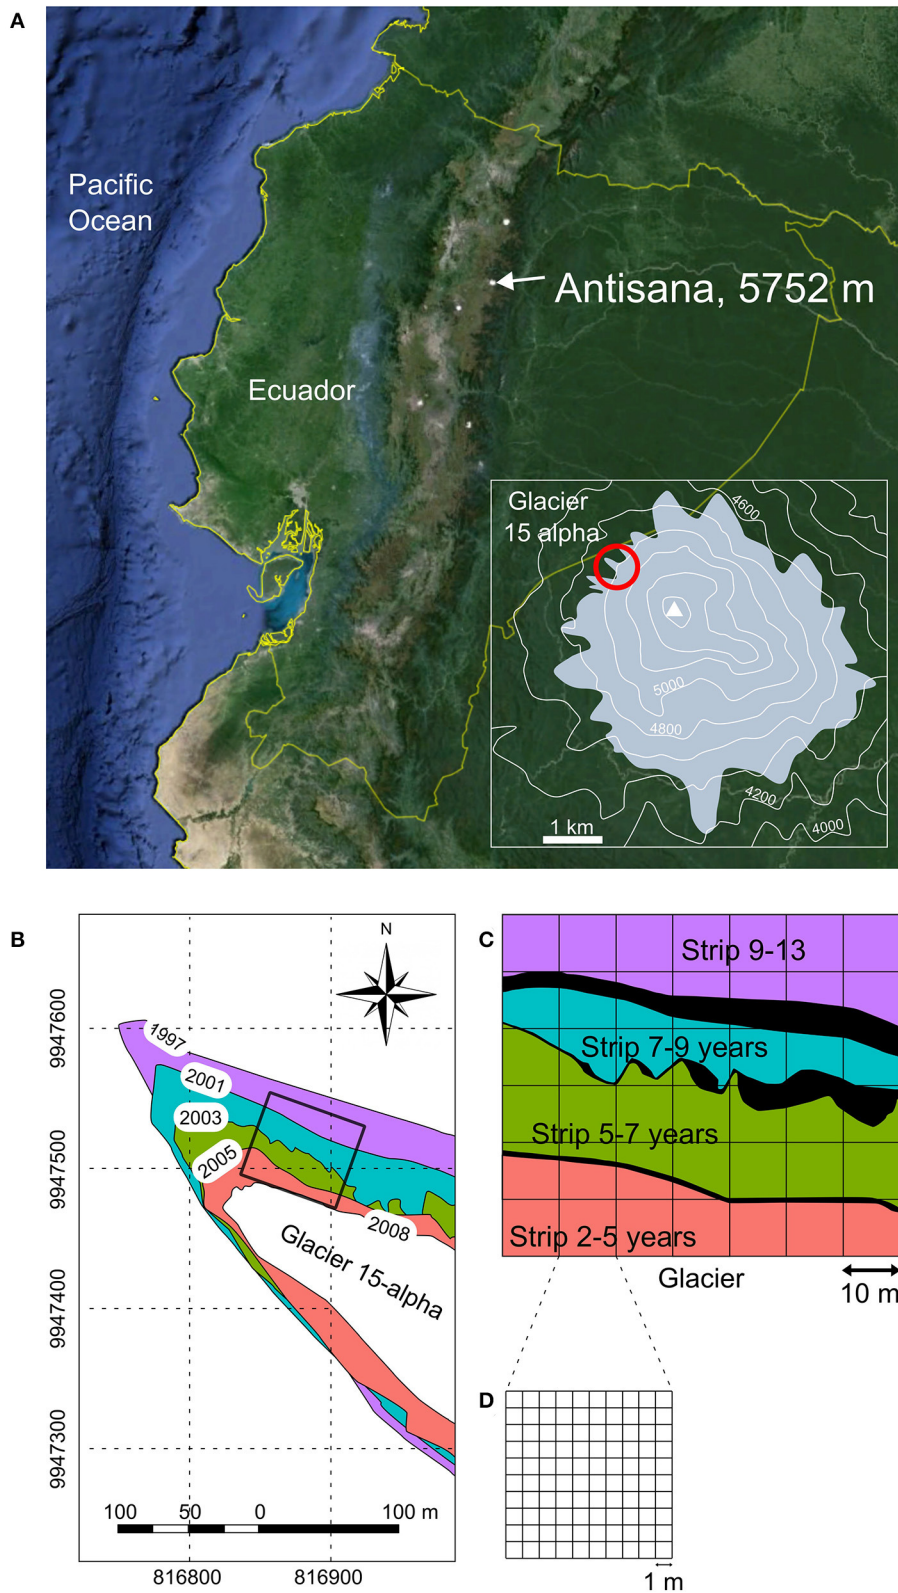 A
Pacific
Ocean
Antisana, 5752 m
Ecuador
Glacier
15 alpha
4600
5000
4800
4200
4000
1 km
B
N
9947600
9947500
9947400
9947300
1997
2001
2003
2005
2008
Glacier 15-alpha
100 50 0 100 m
816800 816900
C
Strip 9-13
Strip 7-9 years
Strip 5-7 years
Strip 2-5 years
Glacier
10 m
D
1 m